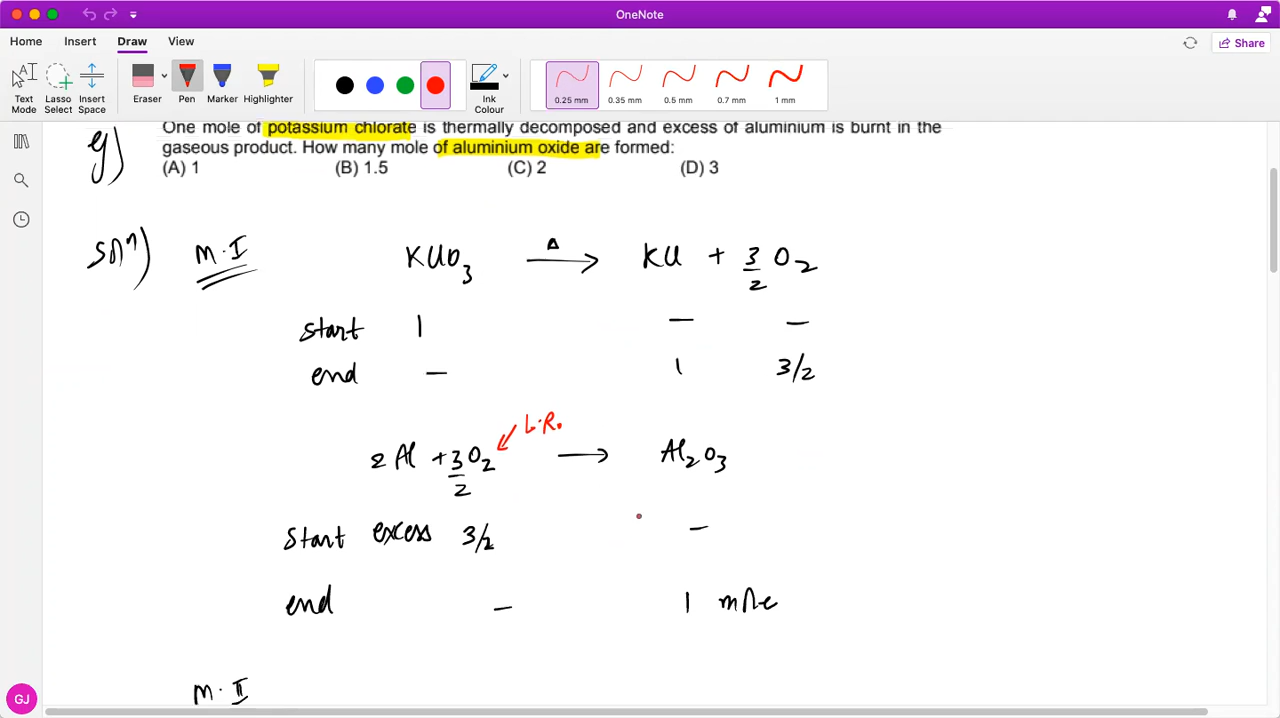 OneNote
Home Insert Draw View
Share
Text Mode
Lasso Select
Insert Space
Eraser
Pen
Marker
Highlighter
Ink Colour
0.25 mm
0.35 mm
0.5 mm
0.7 mm
1 mm
eg) One mole of potassium chlorate is thermally decomposed and excess of aluminium is burnt in the
gaseous product. How many mole of aluminium oxide are formed:
(A) 1 (B) 1.5 (C) 2 (D) 3
Solⁿ) M.I KClO₃ Δ → KCl + 3/2 O₂
start 1 – –
end – 1 3/2
L.R.
2 Al + 3/2 O₂ → Al₂O₃
start excess 3/2 –
end – 1 mole
M.II
GJ